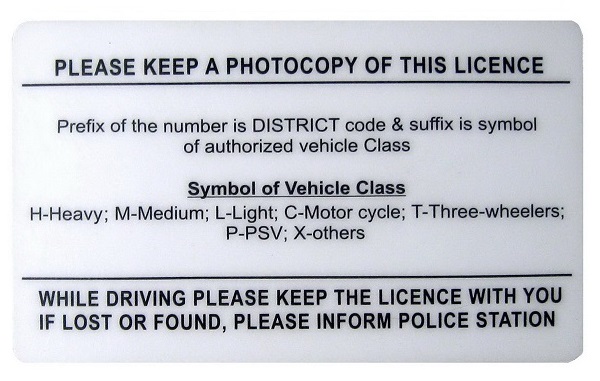 PLEASE KEEP A PHOTOCOPY OF THIS LICENCE
Prefix of the number is DISTRICT code & suffix is symbol
of authorized vehicle Class
Symbol of Vehicle Class
H-Heavy; M-Medium; L-Light; C-Motor cycle; T-Three-wheelers;
P-PSV; X-others
WHILE DRIVING PLEASE KEEP THE LICENCE WITH YOU
IF LOST OR FOUND, PLEASE INFORM POLICE STATION